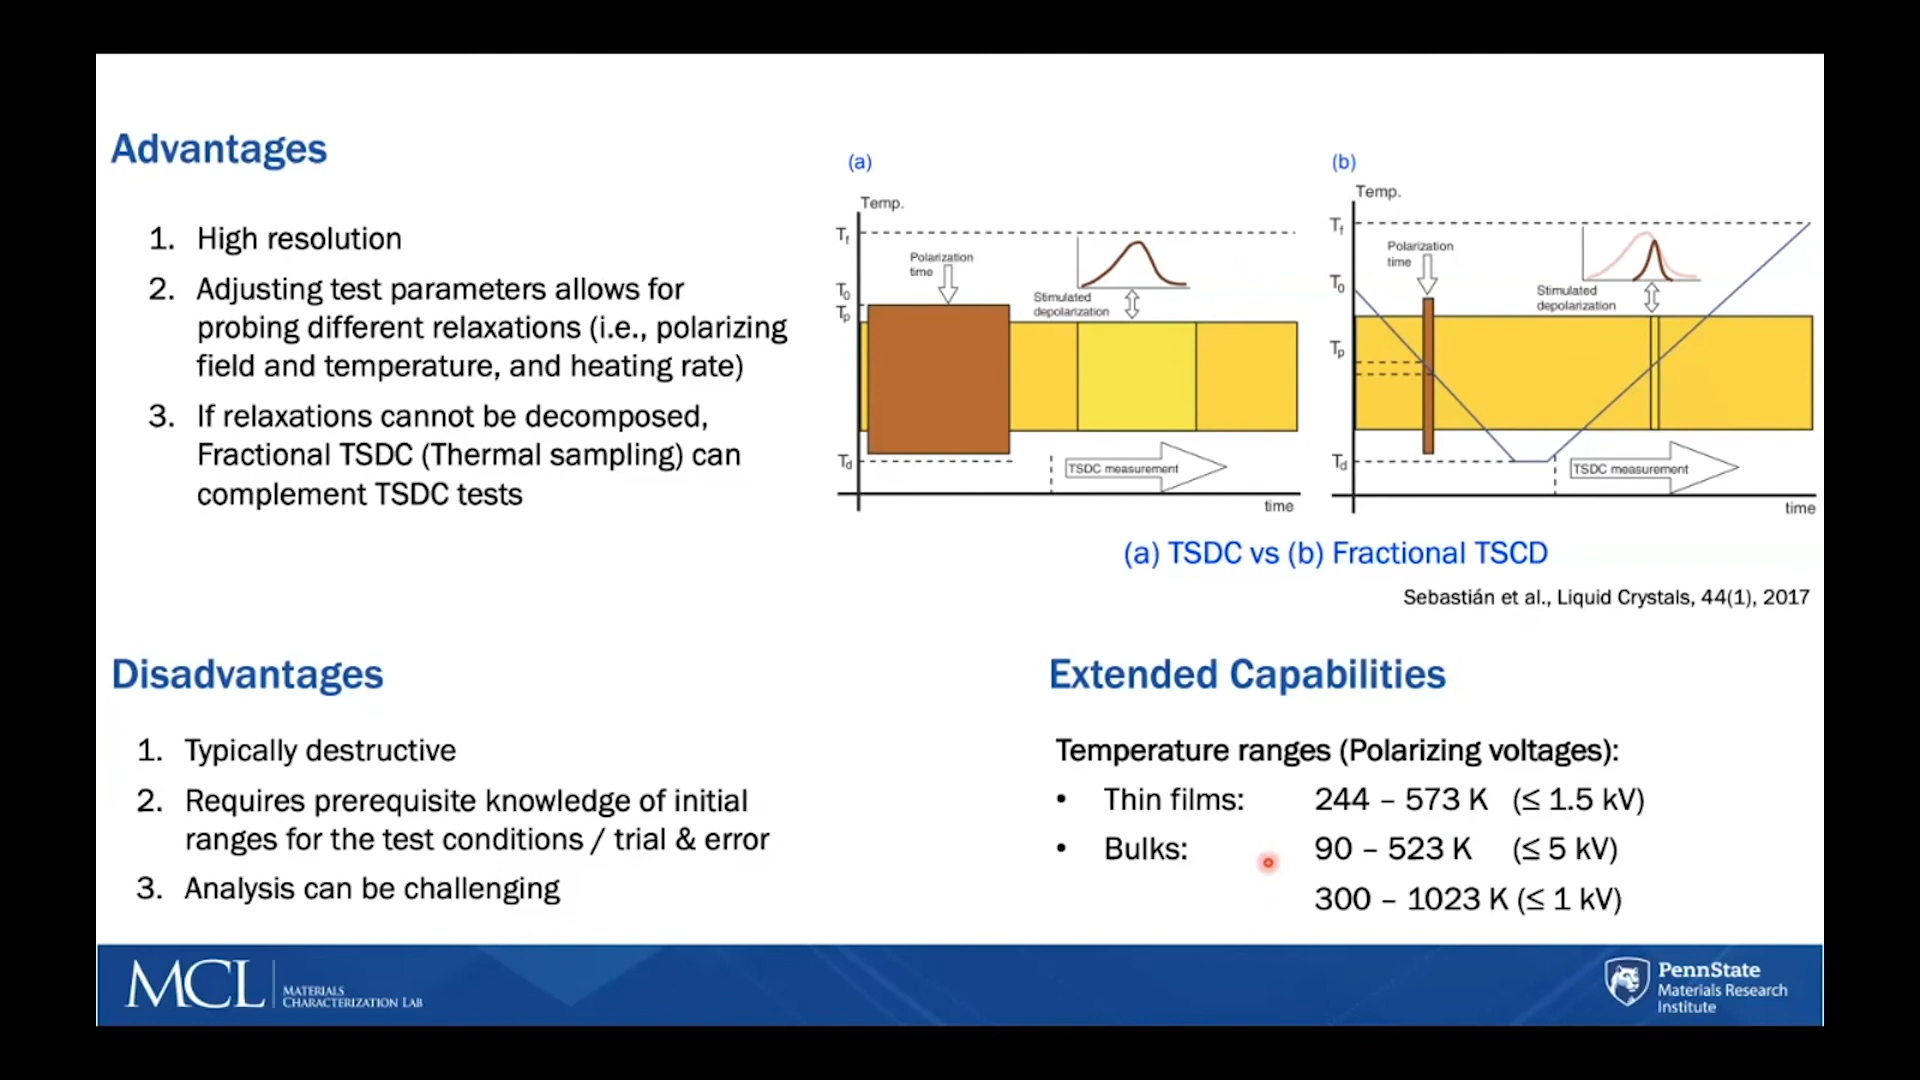 Advantages
1. High resolution
2. Adjusting test parameters allows for
probing different relaxations (i.e., polarizing
field and temperature, and heating rate)
3. If relaxations cannot be decomposed,
Fractional TSDC (Thermal sampling) can
complement TSDC tests
(a)
Temp.
Tf
Polarization
time
T0
Tp
Stimulated
depolarization
Td
TSDC measurement
time
(b)
Temp.
Tf
Polarization
time
T0
Stimulated
depolarization
Tp
Td
TSDC measurement
time
(a) TSDC vs (b) Fractional TSCD
Sebastián et al., Liquid Crystals, 44(1), 2017
Disadvantages
1. Typically destructive
2. Requires prerequisite knowledge of initial
ranges for the test conditions / trial & error
3. Analysis can be challenging
Extended Capabilities
Temperature ranges (Polarizing voltages):
• Thin films: 244 – 573 K (≤ 1.5 kV)
• Bulks: 90 – 523 K (≤ 5 kV)
300 – 1023 K (≤ 1 kV)
MCL
MATERIALS
CHARACTERIZATION LAB
PennState
Materials Research
Institute